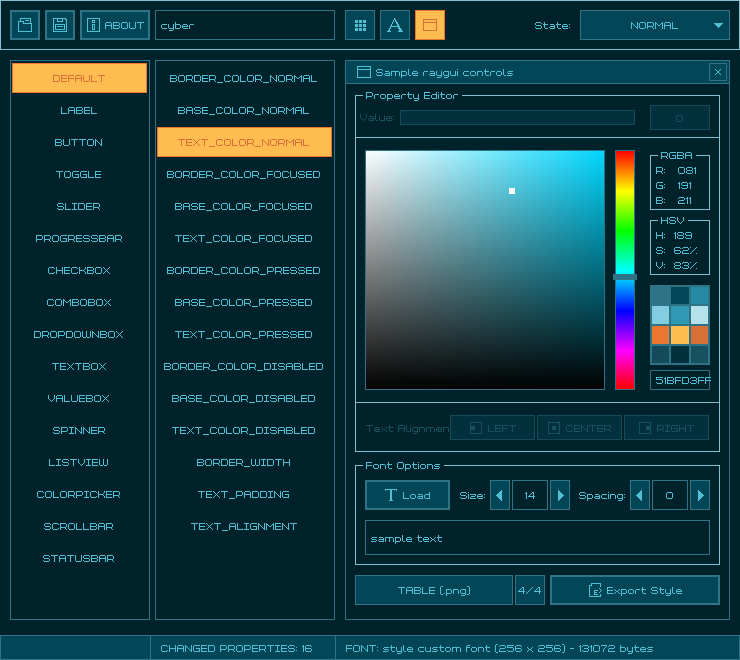 ABOUT
cyber
A
State:
NORMAL
DEFAULT
LABEL
BUTTON
TOGGLE
SLIDER
PROGRESSBAR
CHECKBOX
COMBOBOX
DROPDOWNBOX
TEXTBOX
VALUEBOX
SPINNER
LISTVIEW
COLORPICKER
SCROLLBAR
STATUSBAR
BORDER_COLOR_NORMAL
BASE_COLOR_NORMAL
TEXT_COLOR_NORMAL
BORDER_COLOR_FOCUSED
BASE_COLOR_FOCUSED
TEXT_COLOR_FOCUSED
BORDER_COLOR_PRESSED
BASE_COLOR_PRESSED
TEXT_COLOR_PRESSED
BORDER_COLOR_DISABLED
BASE_COLOR_DISABLED
TEXT_COLOR_DISABLED
BORDER_WIDTH
TEXT_PADDING
TEXT_ALIGNMENT
Sample raygui controls
Property Editor
Value:
0
RGBA
R: 081
G: 191
B: 211
HSV
H: 189
S: 62%
V: 83%
51BFD3FF
Text Alignmen
LEFT
CENTER
RIGHT
Font Options
T Load
Size:
14
Spacing:
0
sample text
TABLE (.png)
4/4
Export Style
CHANGED PROPERTIES: 16
FONT: style custom font (256 x 256) - 131072 bytes